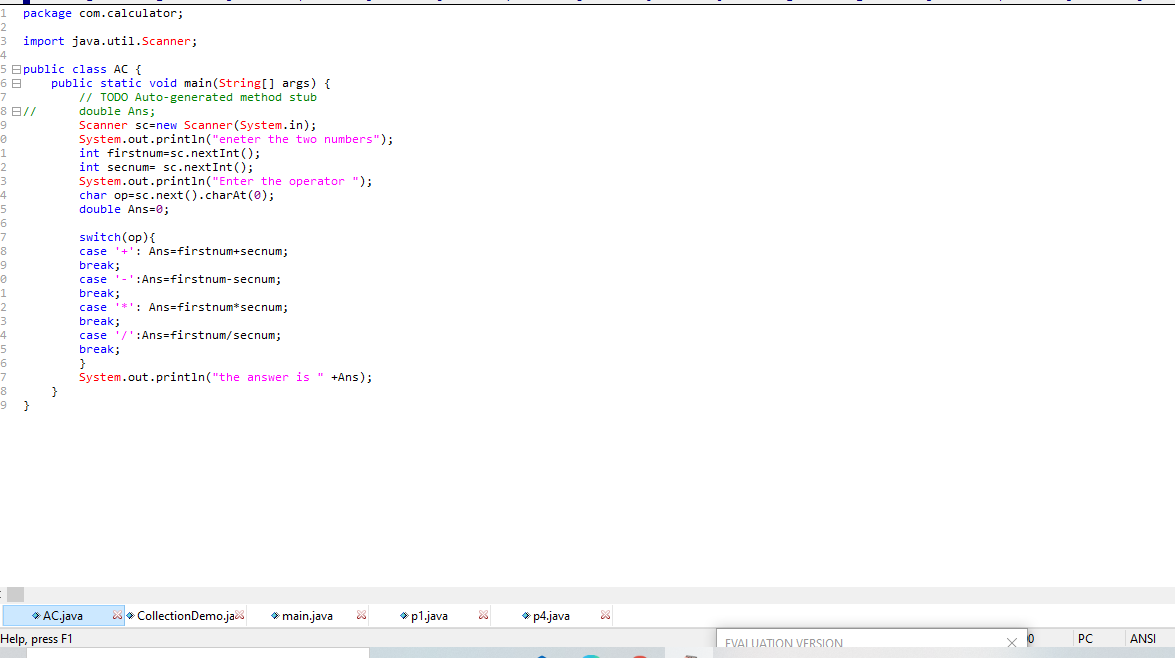 1 package com.calculator;
2
3 import java.util.Scanner;
4
5 public class AC {
6 public static void main(String[] args) {
7 // TODO Auto-generated method stub
8 // double Ans;
9 Scanner sc=new Scanner(System.in);
0 System.out.println("eneter the two numbers");
1 int firstnum=sc.nextInt();
2 int secnum= sc.nextInt();
3 System.out.println("Enter the operator ");
4 char op=sc.next().charAt(0);
5 double Ans=0;
6
7 switch(op){
8 case '+': Ans=firstnum+secnum;
9 break;
0 case '-':Ans=firstnum-secnum;
1 break;
2 case '*': Ans=firstnum*secnum;
3 break;
4 case '/':Ans=firstnum/secnum;
5 break;
6 }
7 System.out.println("the answer is " +Ans);
8 }
9 }
AC.java CollectionDemo.ja main.java p1.java p4.java
Help, press F1 0 PC ANSI
EVALUATION VERSION